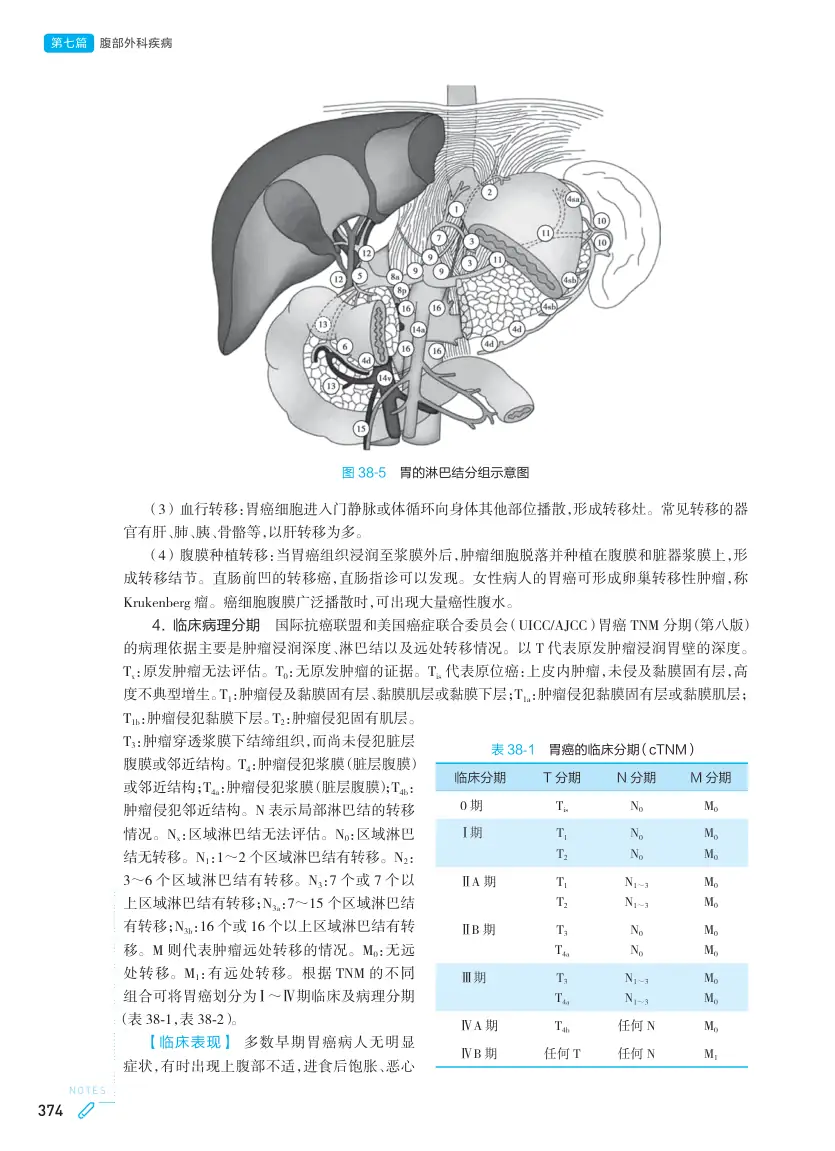 第七篇 腹部外科疾病
2
1
4sa
10
11
10
7
3
12
9
3
11
12
5
8a
9
9
4sb
8p
16
16
4sb
13
14a
4d
6
16
16
4d
4d
13
14v
15
图 38-5 胃的淋巴结分组示意图
(3)血行转移:胃癌细胞进入门静脉或体循环向身体其他部位播散,形成转移灶。常见转移的器
官有肝、肺、胰、骨骼等,以肝转移为多。
(4)腹膜种植转移:当胃癌组织浸润至浆膜外后,肿瘤细胞脱落并种植在腹膜和脏器浆膜上,形
成转移结节。直肠前凹的转移癌,直肠指诊可以发现。女性病人的胃癌可形成卵巢转移性肿瘤,称
Krukenberg 瘤。癌细胞腹膜广泛播散时,可出现大量癌性腹水。
4. 临床病理分期 国际抗癌联盟和美国癌症联合委员会(UICC/AJCC)胃癌 TNM 分期(第八版)
的病理依据主要是肿瘤浸润深度、淋巴结以及远处转移情况。以 T 代表原发肿瘤浸润胃壁的深度。
Tx:原发肿瘤无法评估。T0:无原发肿瘤的证据。Tis 代表原位癌:上皮内肿瘤,未侵及黏膜固有层,高
度不典型增生。T1:肿瘤侵及黏膜固有层、黏膜肌层或黏膜下层;T1a:肿瘤侵犯黏膜固有层或黏膜肌层;
T1b:肿瘤侵犯黏膜下层。T2:肿瘤侵犯固有肌层。
T3:肿瘤穿透浆膜下结缔组织,而尚未侵犯脏层
腹膜或邻近结构。T4:肿瘤侵犯浆膜(脏层腹膜)
或邻近结构;T4a:肿瘤侵犯浆膜(脏层腹膜);T4b:
肿瘤侵犯邻近结构。N 表示局部淋巴结的转移
情况。Nx:区域淋巴结无法评估。N0:区域淋巴
结无转移。N1:1～2 个区域淋巴结有转移。N2:
3～6 个区域淋巴结有转移。N3:7 个或 7 个以
上区域淋巴结有转移;N3a:7～15 个区域淋巴结
有转移;N3b:16 个或 16 个以上区域淋巴结有转
移。M 则代表肿瘤远处转移的情况。M0:无远
处转移。M1:有远处转移。根据 TNM 的不同
组合可将胃癌划分为Ⅰ～Ⅳ期临床及病理分期
(表 38-1,表 38-2)。
【临床表现】 多数早期胃癌病人无明显
症状,有时出现上腹部不适,进食后饱胀、恶心
表 38-1 胃癌的临床分期(cTNM)
临床分期 T 分期 N 分期 M 分期
0 期 Tis N0 M0
Ⅰ期 T1 N0 M0
T2 N0 M0
ⅡA 期 T1 N1～3 M0
T2 N1～3 M0
ⅡB 期 T3 N0 M0
T4a N0 M0
Ⅲ期 T3 N1～3 M0
T4a N1～3 M0
ⅣA 期 T4b 任何 N M0
ⅣB 期 任何 T 任何 N M1
NOTES
374